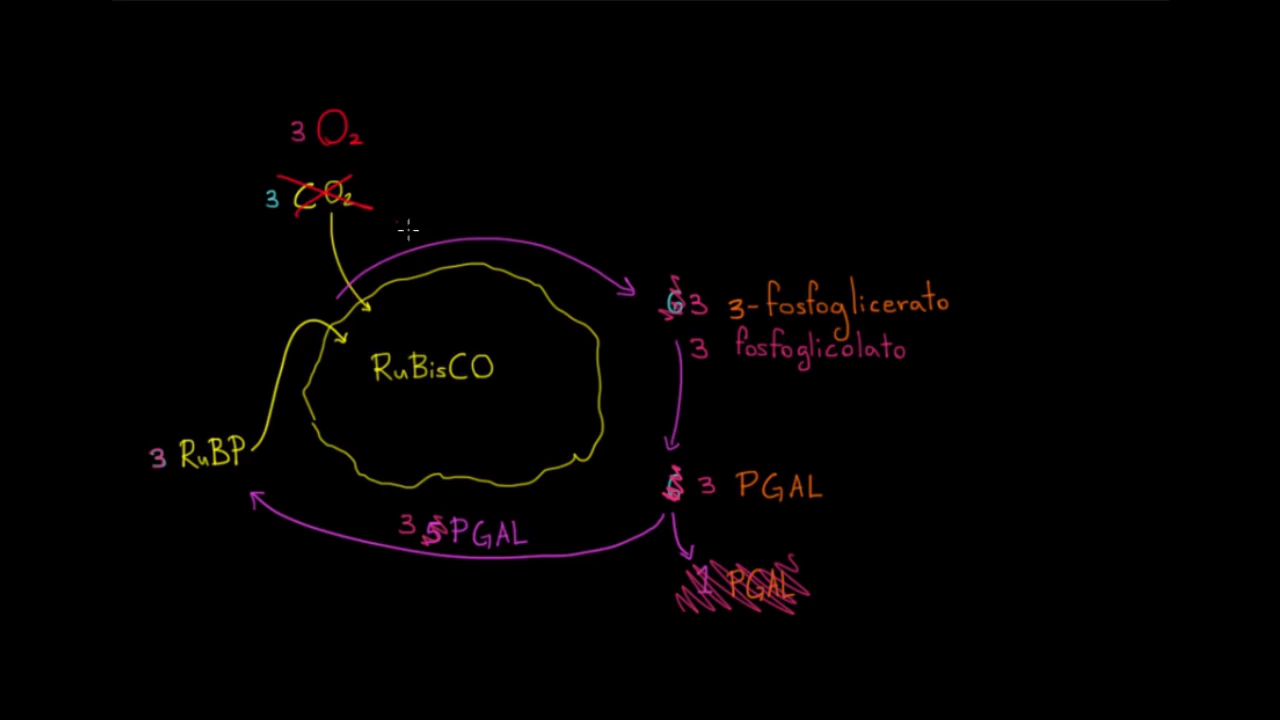 3 O₂
3 CO₂
6 3 3-fosfoglicerato
3 fosfoglicolato
RuBisCO
3 RuBP
6 3 PGAL
3 5 PGAL
1 PGAL